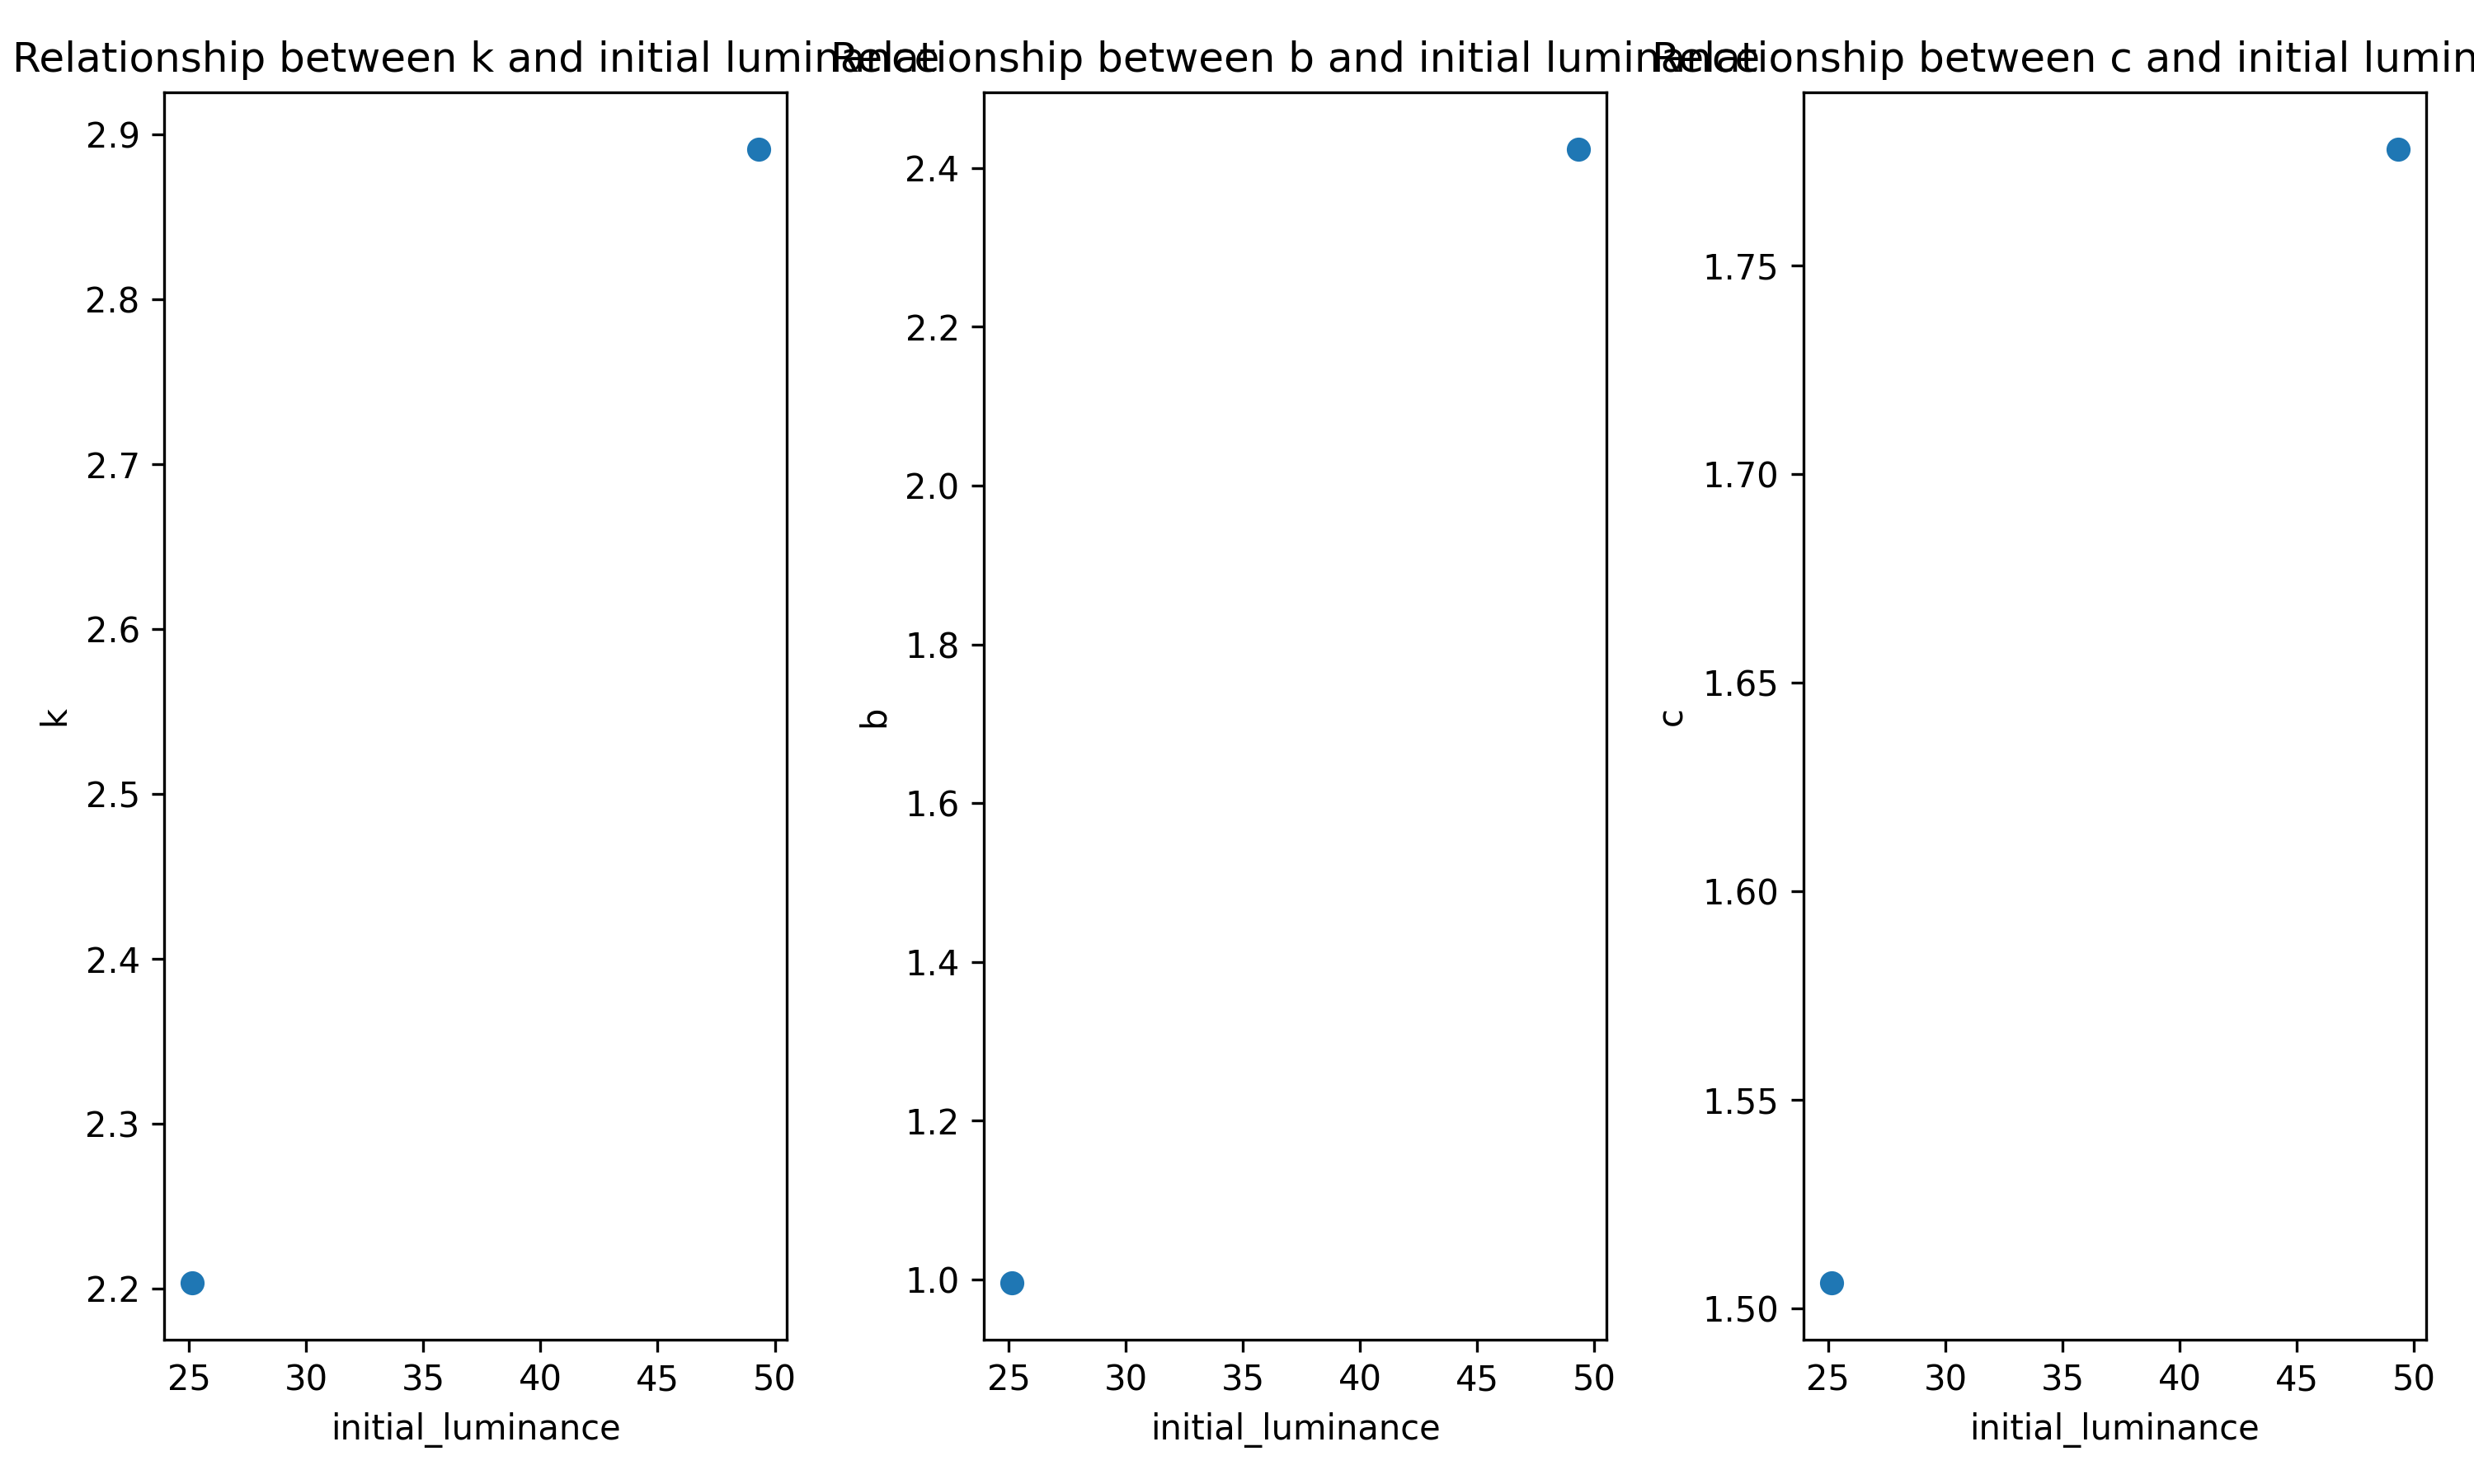 Relationship between k and initial luminance
Relationship between b and initial luminance
Relationship between c and initial lumin
2.9
2.8
2.7
2.6
2.5
2.4
2.3
2.2
k
25 30 35 40 45 50
initial_luminance
2.4
2.2
2.0
1.8
1.6
1.4
1.2
1.0
b
25 30 35 40 45 50
initial_luminance
1.75
1.70
1.65
1.60
1.55
1.50
c
25 30 35 40 45 50
initial_luminance